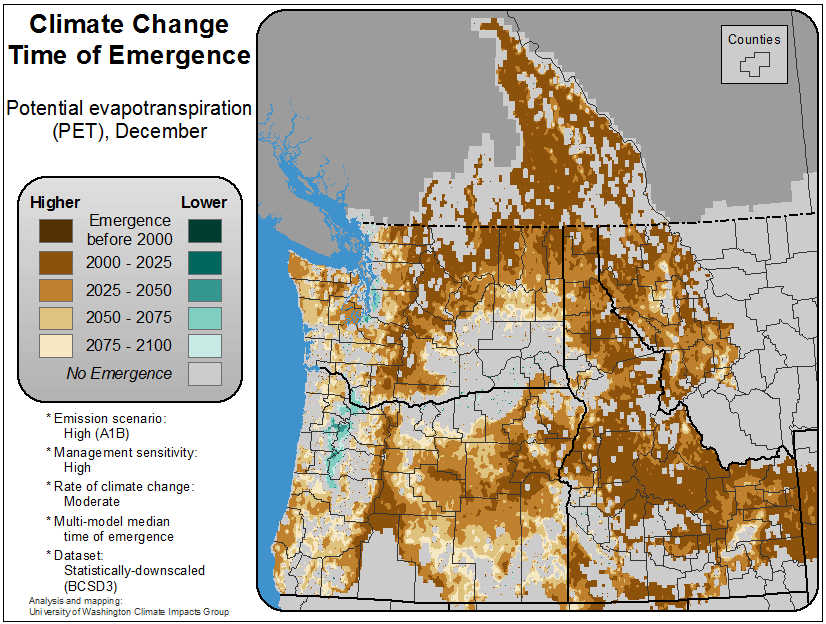 Climate Change
Time of Emergence
Potential evapotranspiration
(PET), December
Higher
Lower
Emergence
before 2000
2000 - 2025
2025 - 2050
2050 - 2075
2075 - 2100
No Emergence
* Emission scenario:
High (A1B)
* Management sensitivity:
High
* Rate of climate change:
Moderate
* Multi-model median
time of emergence
* Dataset:
Statistically-downscaled
(BCSD3)
Analysis and mapping:
University of Washington Climate Impacts Group
Counties